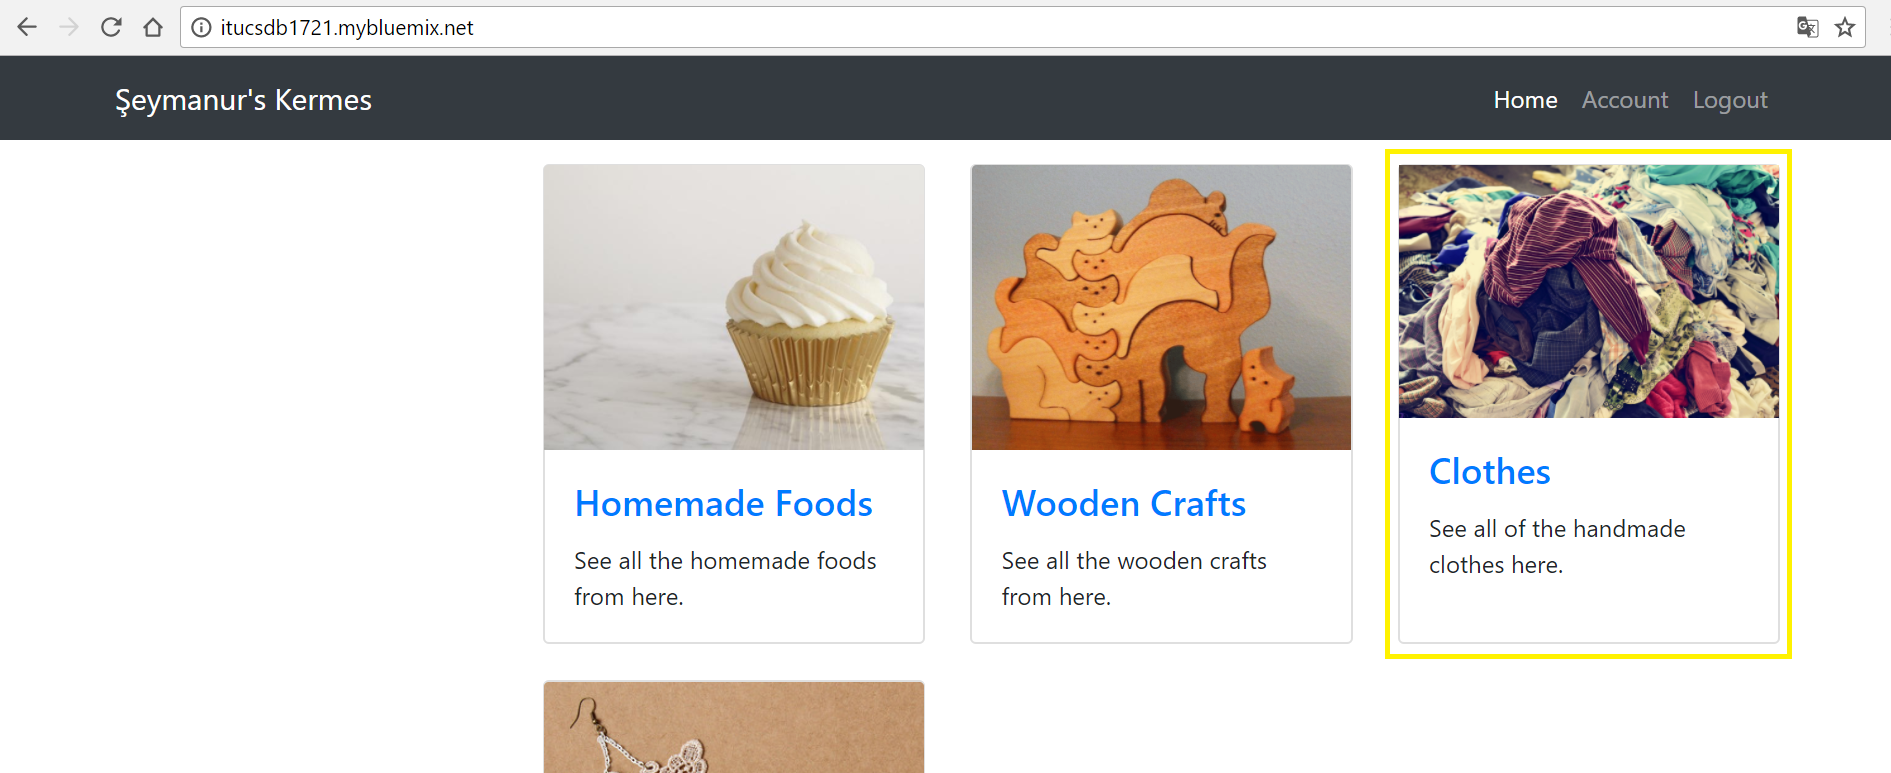 itucsdb1721.mybluemix.net
Şeymanur's Kermes
Home Account Logout
Homemade Foods
See all the homemade foods
from here.
Wooden Crafts
See all the wooden crafts
from here.
Clothes
See all of the handmade
clothes here.